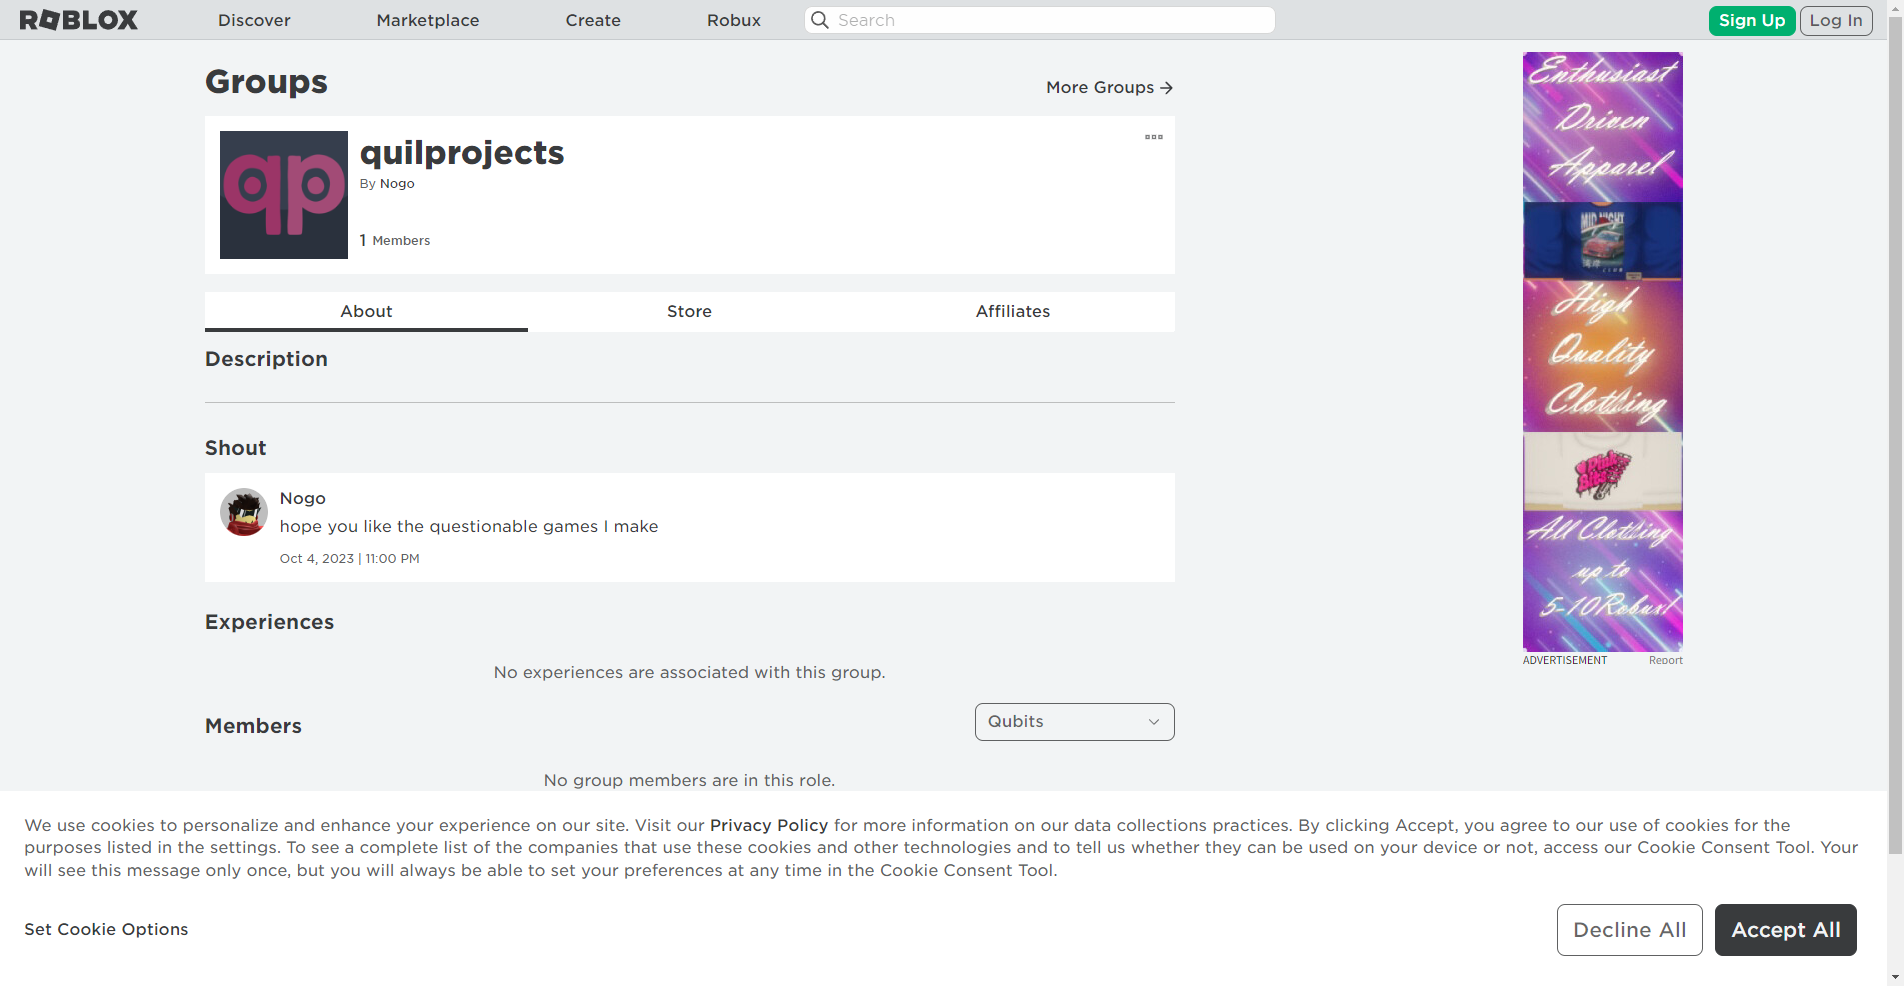 ROBLOX
Discover
Marketplace
Create
Robux
Search
Sign Up
Log In
Groups
More Groups →
qp
quilprojects
By Nogo
1 Members
About
Store
Affiliates
Description
Shout
Nogo
hope you like the questionable games I make
Oct 4, 2023 | 11:00 PM
Experiences
No experiences are associated with this group.
Members
Qubits
No group members are in this role.
Enthusiast
Driven
Apparel
MIDNIGHT
High
Quality
Clothing
Pink
Bits
All Clothing
up to
5-10Robux!
ADVERTISEMENT
Report
We use cookies to personalize and enhance your experience on our site. Visit our Privacy Policy for more information on our data collections practices. By clicking Accept, you agree to our use of cookies for the
purposes listed in the settings. To see a complete list of the companies that use these cookies and other technologies and to tell us whether they can be used on your device or not, access our Cookie Consent Tool. Your
will see this message only once, but you will always be able to set your preferences at any time in the Cookie Consent Tool.
Set Cookie Options
Decline All
Accept All